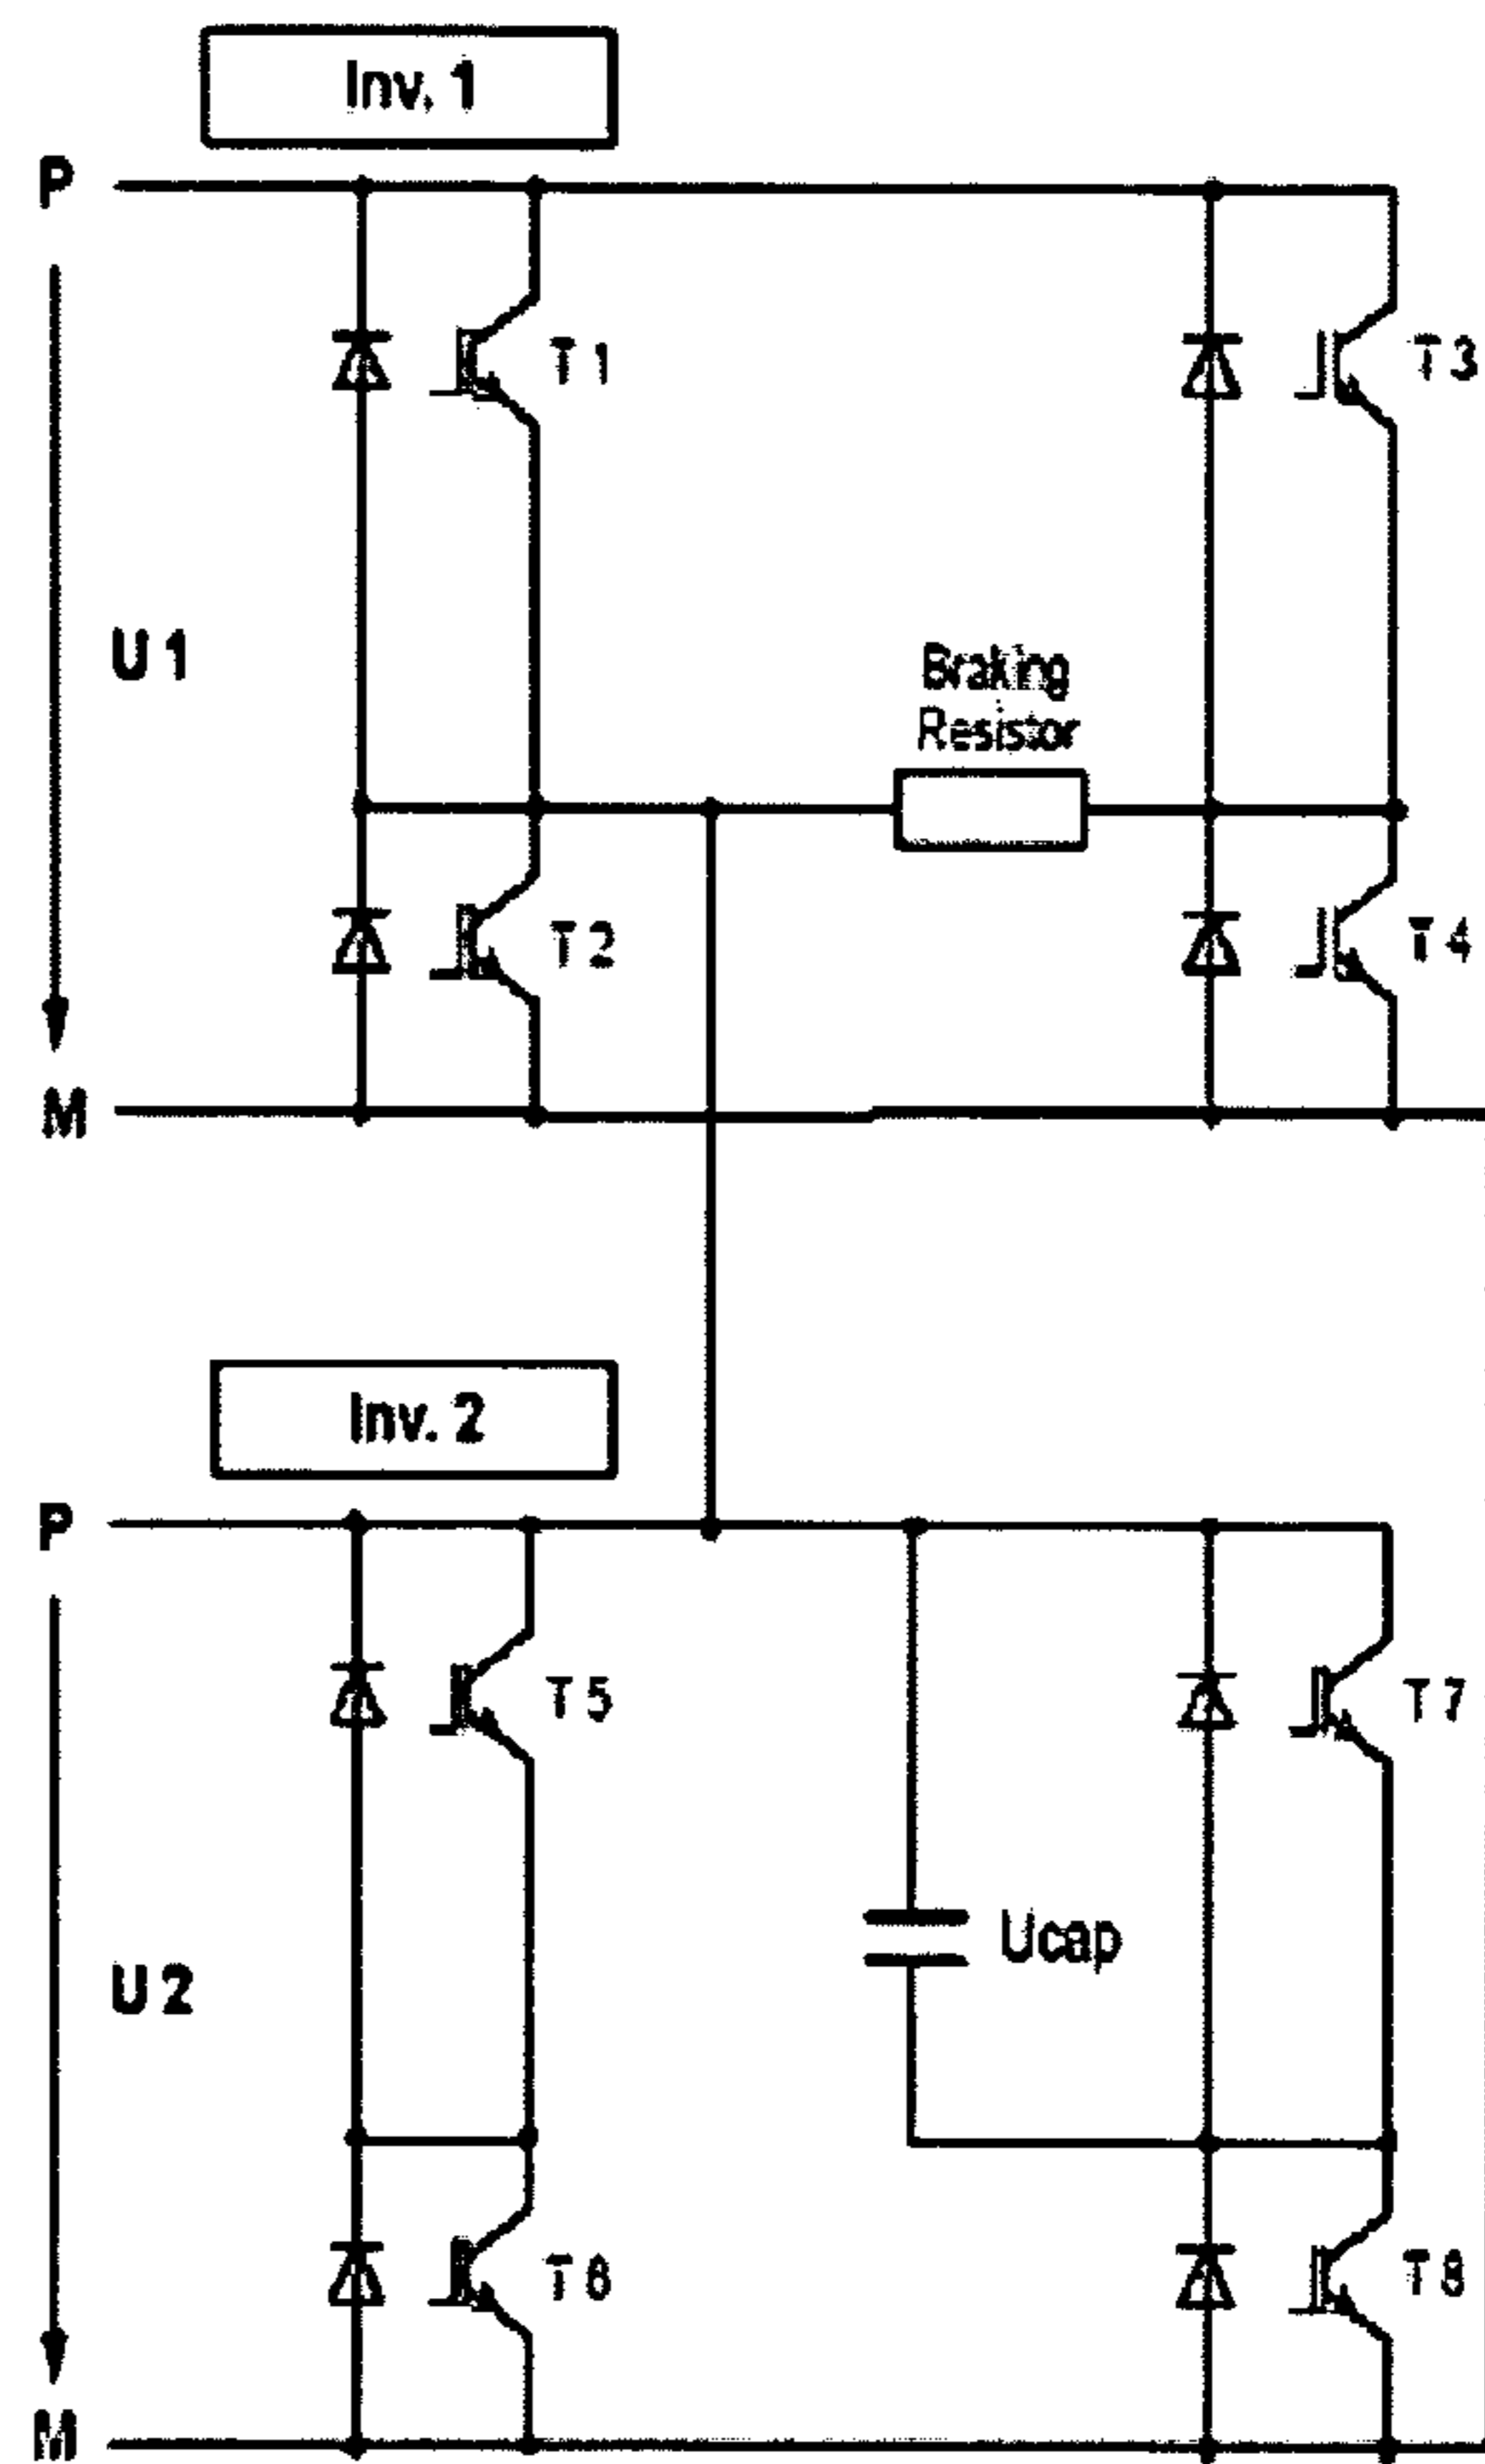 Inv. 1
P
T1
T3
U1
Braking
Resistor
T2
T4
M
Inv. 2
P
T5
T7
Ucap
U2
T6
T8
M